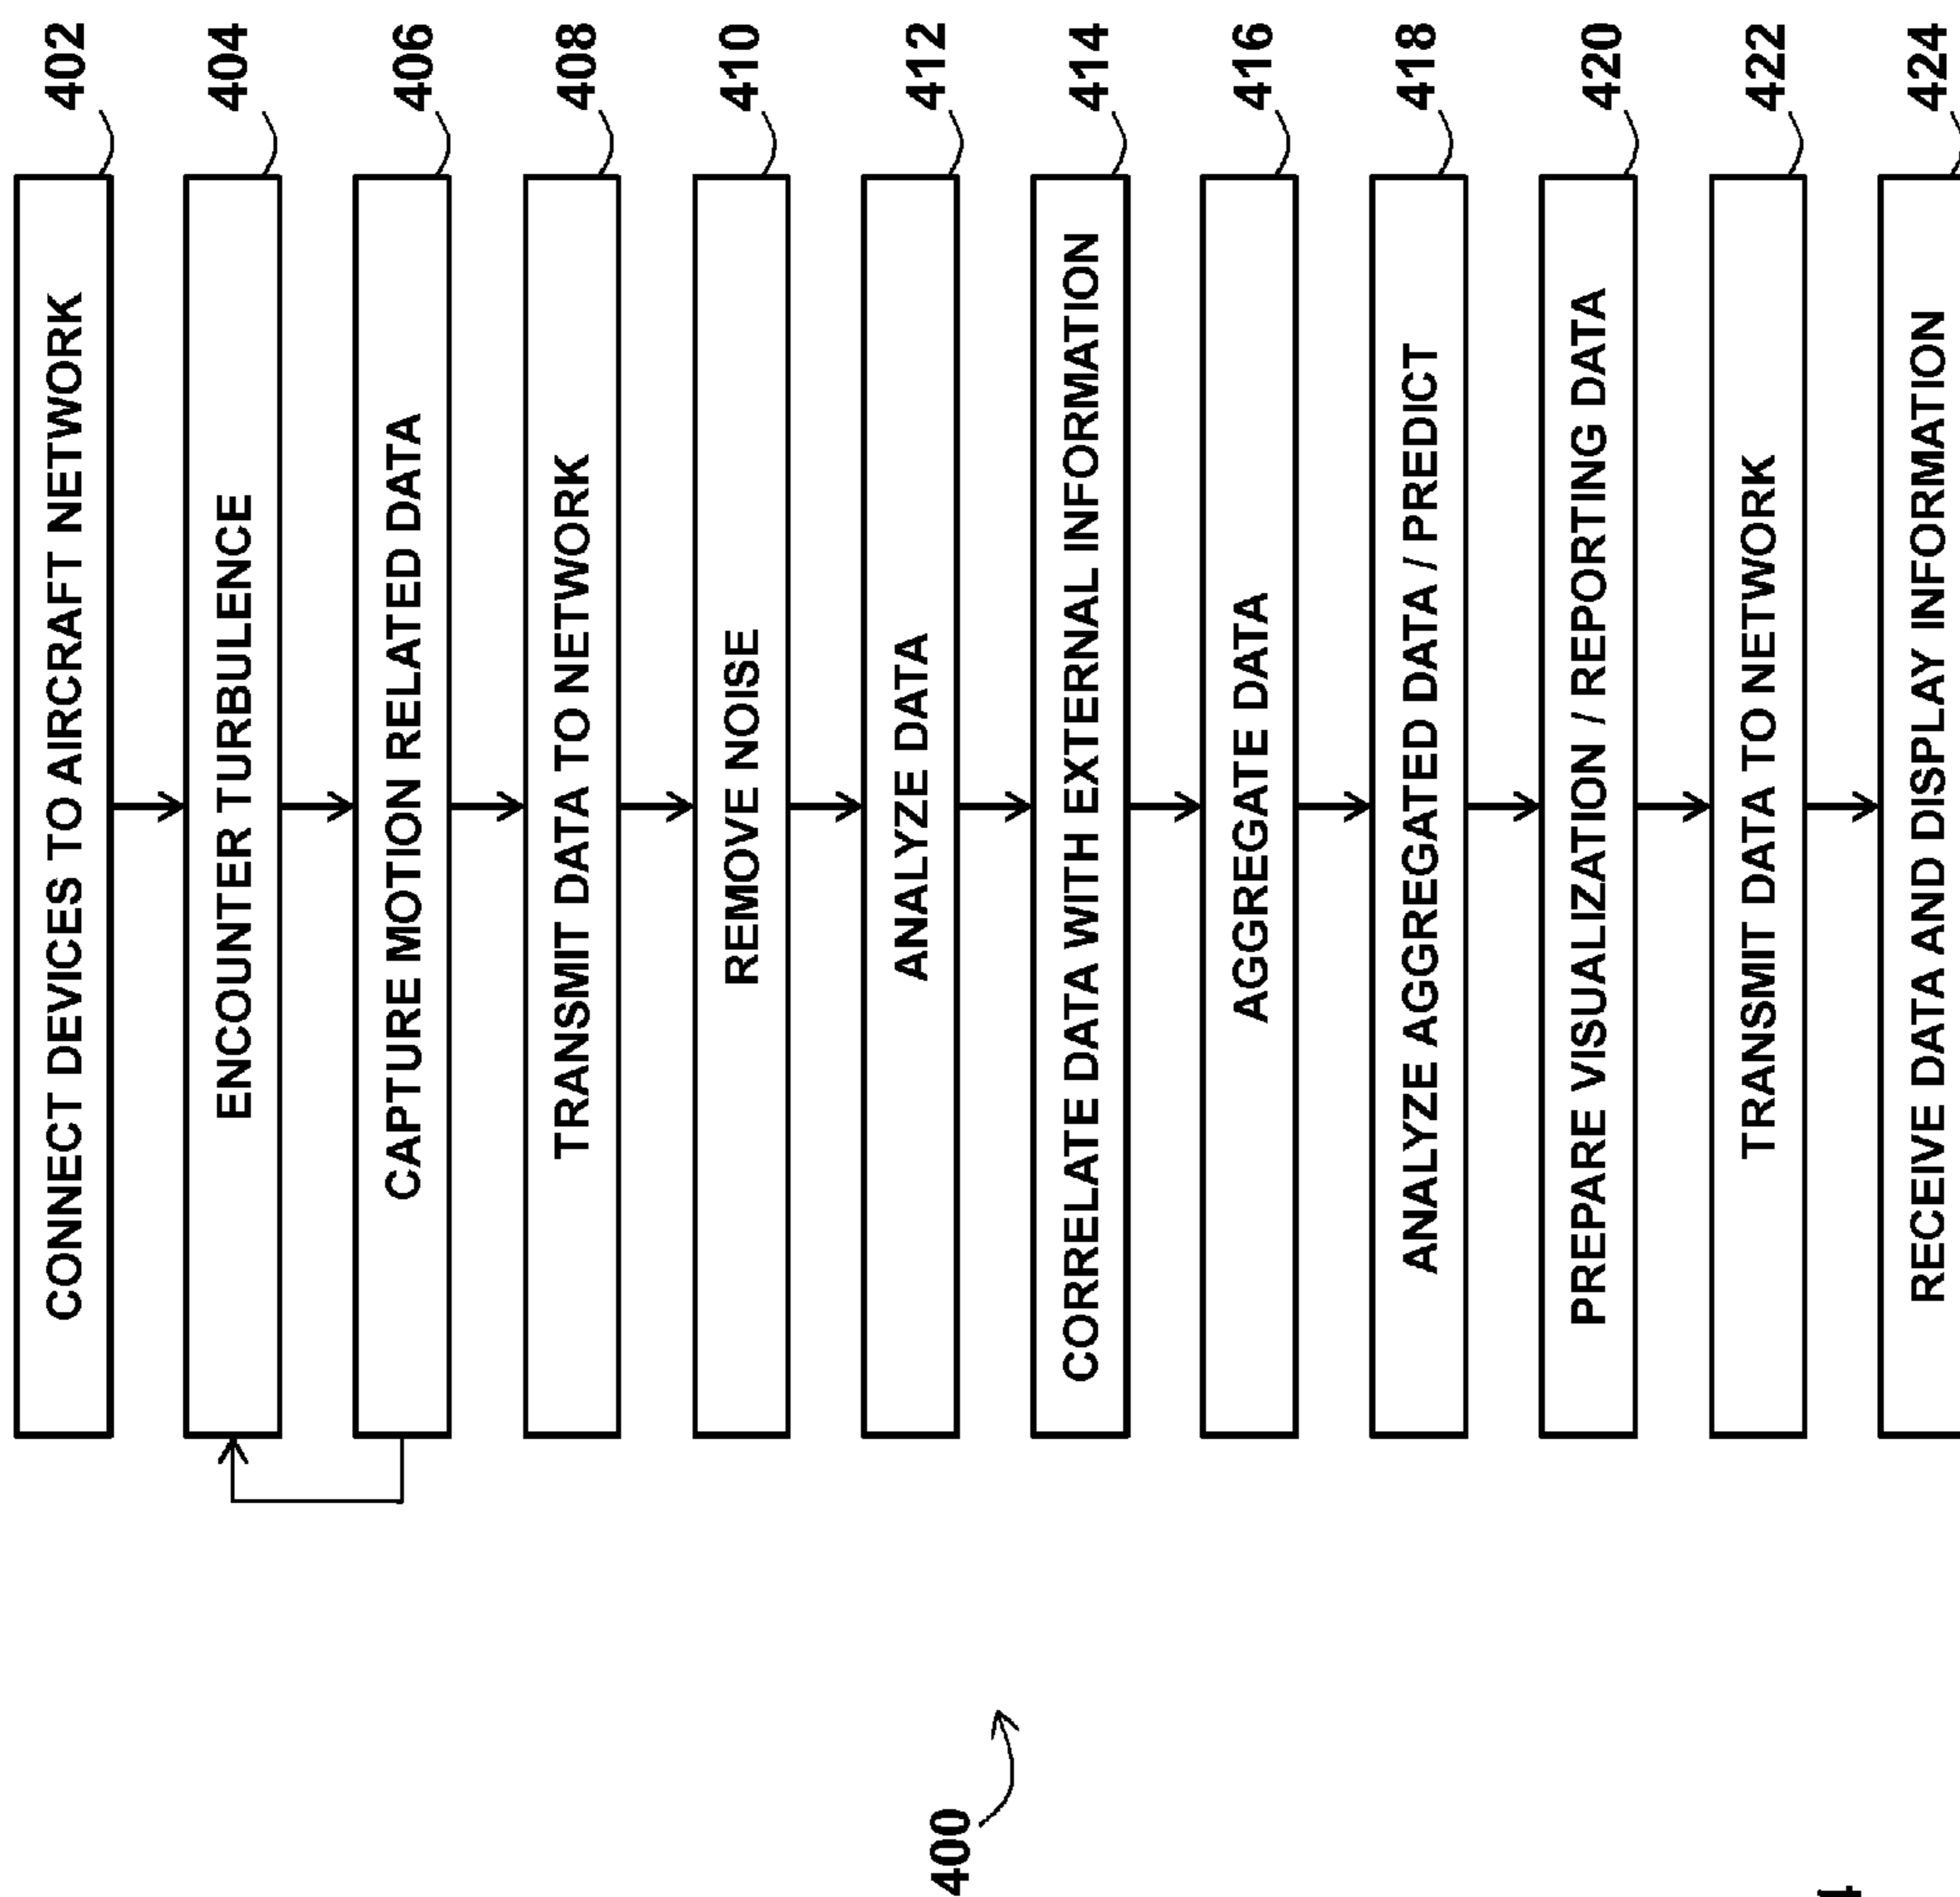 CONNECT DEVICES TO AIRCRAFT NETWORK
402
ENCOUNTER TURBULENCE
404
CAPTURE MOTION RELATED DATA
406
TRANSMIT DATA TO NETWORK
408
REMOVE NOISE
410
ANALYZE DATA
412
CORRELATE DATA WITH EXTERNAL INFORMATION
414
AGGREGATE DATA
416
ANALYZE AGGREGATED DATA / PREDICT
418
PREPARE VISUALIZATION / REPORTING DATA
420
TRANSMIT DATA TO NETWORK
422
RECEIVE DATA AND DISPLAY INFORMATION
424
400